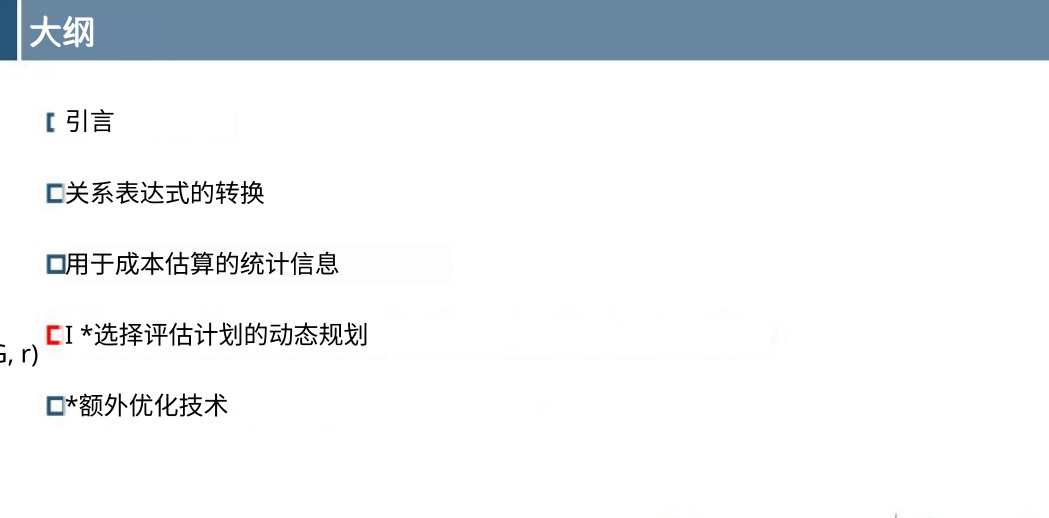 大纲
引言
关系表达式的转换
用于成本估算的统计信息
I *选择评估计划的动态规划
, r)
*额外优化技术